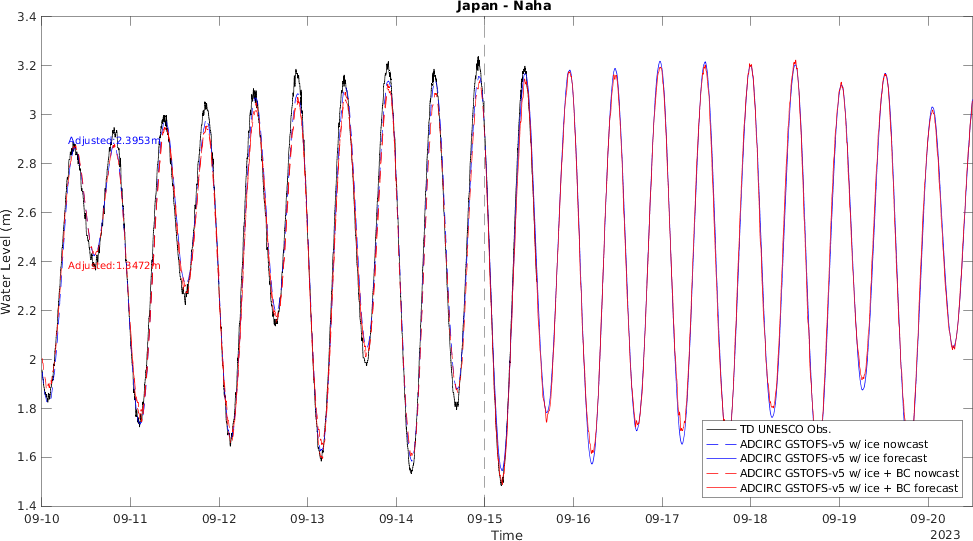 Japan - Naha
3.4
3.2
3
2.8
2.6
2.4
2.2
2
1.8
1.6
1.4
Water Level (m)
Adjusted:2.3953m
Adjusted:1.3472m
TD UNESCO Obs.
ADCIRC GSTOFS-v5 w/ ice nowcast
ADCIRC GSTOFS-v5 w/ ice forecast
ADCIRC GSTOFS-v5 w/ ice + BC nowcast
ADCIRC GSTOFS-v5 w/ ice + BC forecast
09-10 09-11 09-12 09-13 09-14 09-15 09-16 09-17 09-18 09-19 09-20
Time
2023